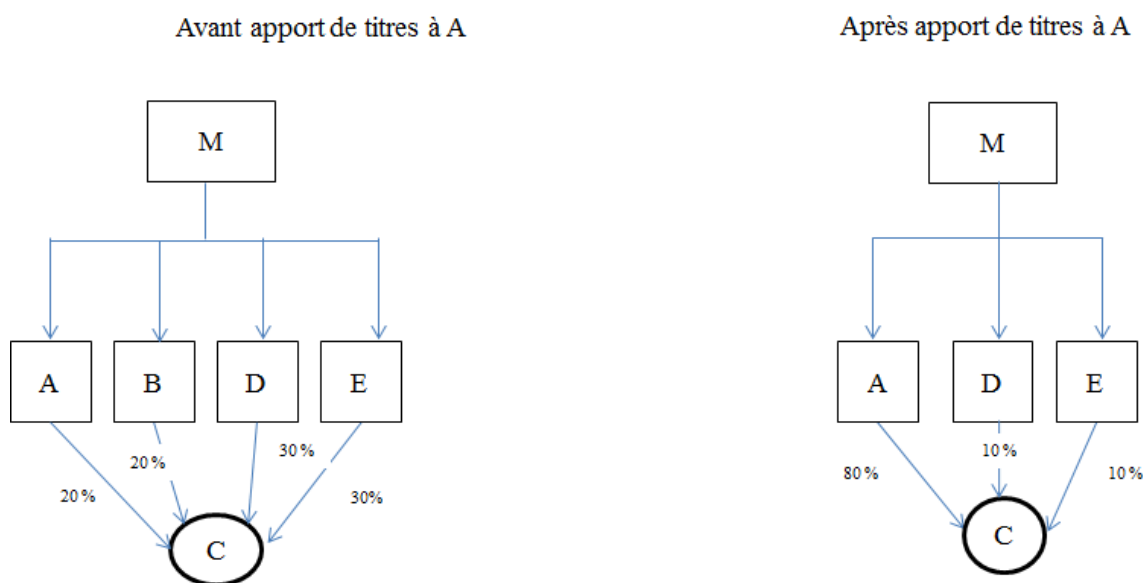 Avant apport de titres à A
M
A
B
D
E
20 %
20 %
30 %
30%
C
Après apport de titres à A
M
A
D
E
80 %
10 %
10 %
C